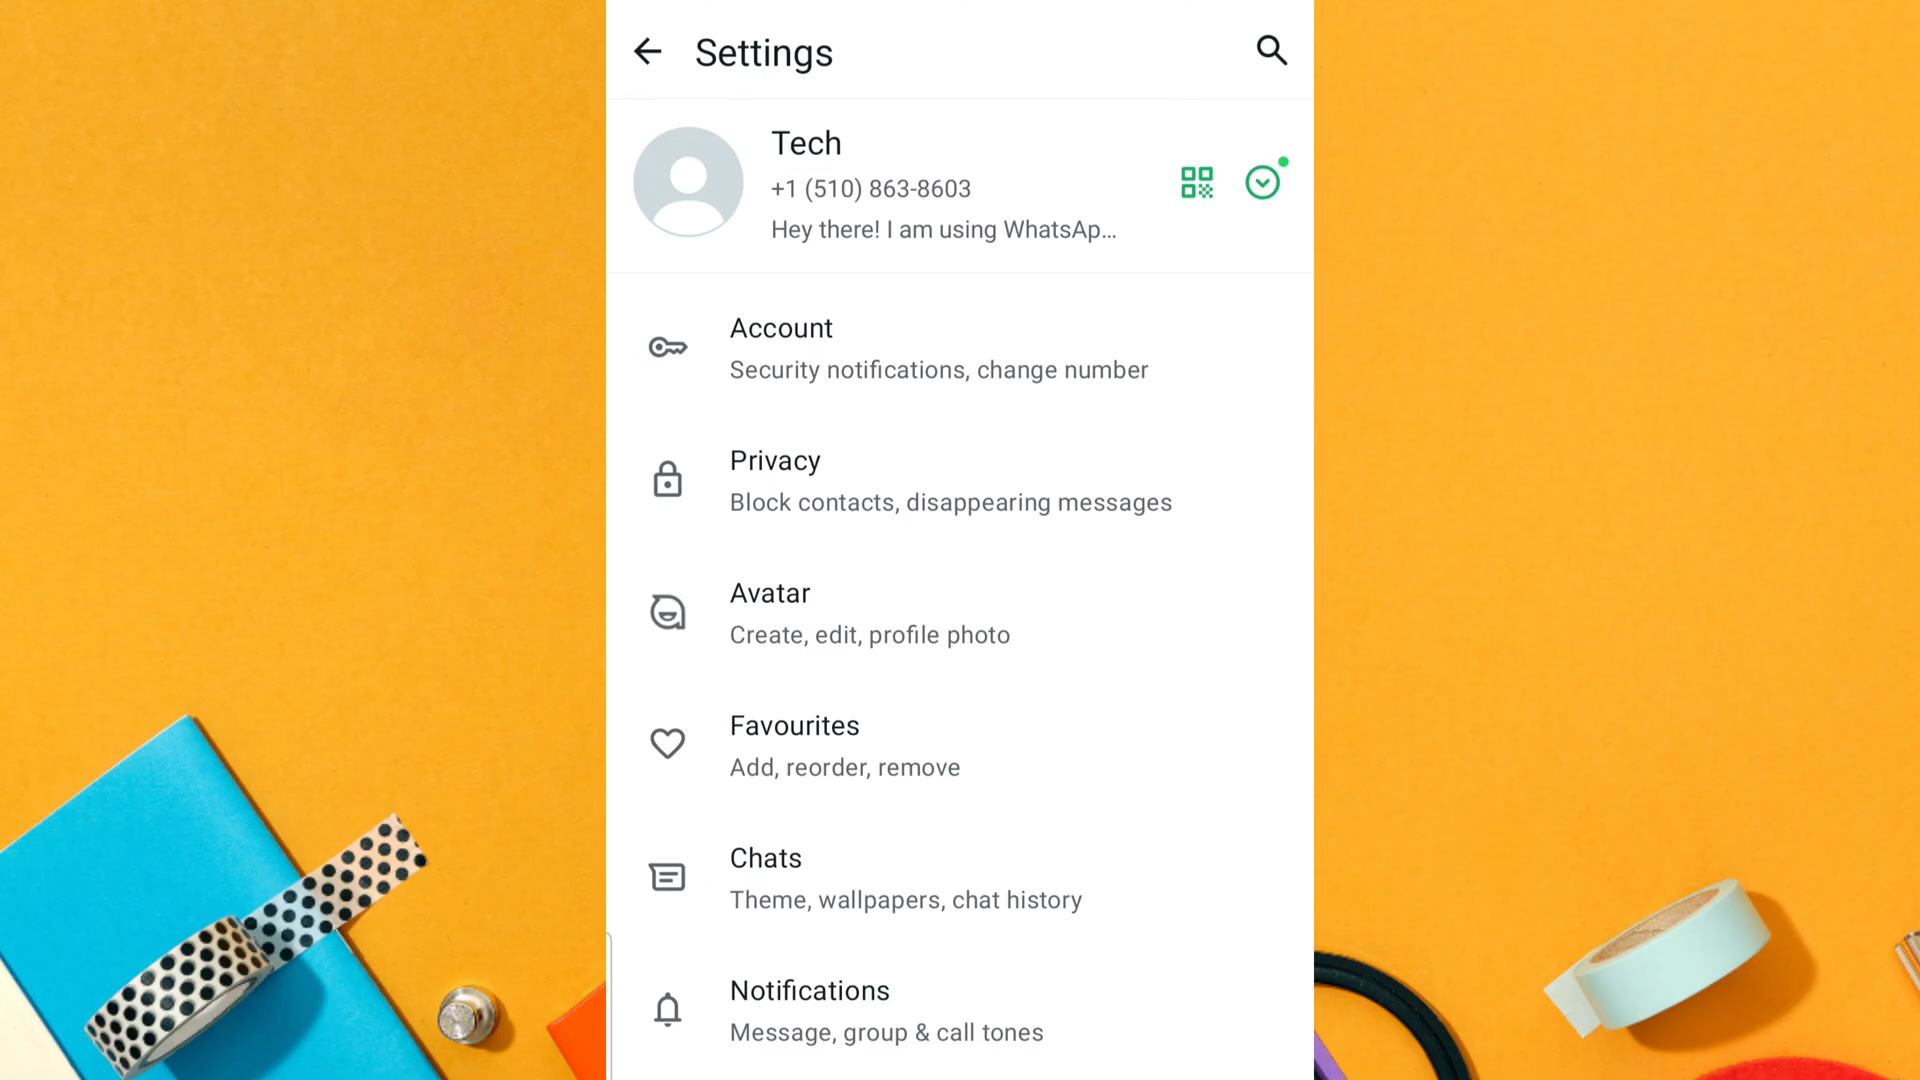 Settings
Tech
+1 (510) 863-8603
Hey there! I am using WhatsAp...
Account
Security notifications, change number
Privacy
Block contacts, disappearing messages
Avatar
Create, edit, profile photo
Favourites
Add, reorder, remove
Chats
Theme, wallpapers, chat history
Notifications
Message, group & call tones